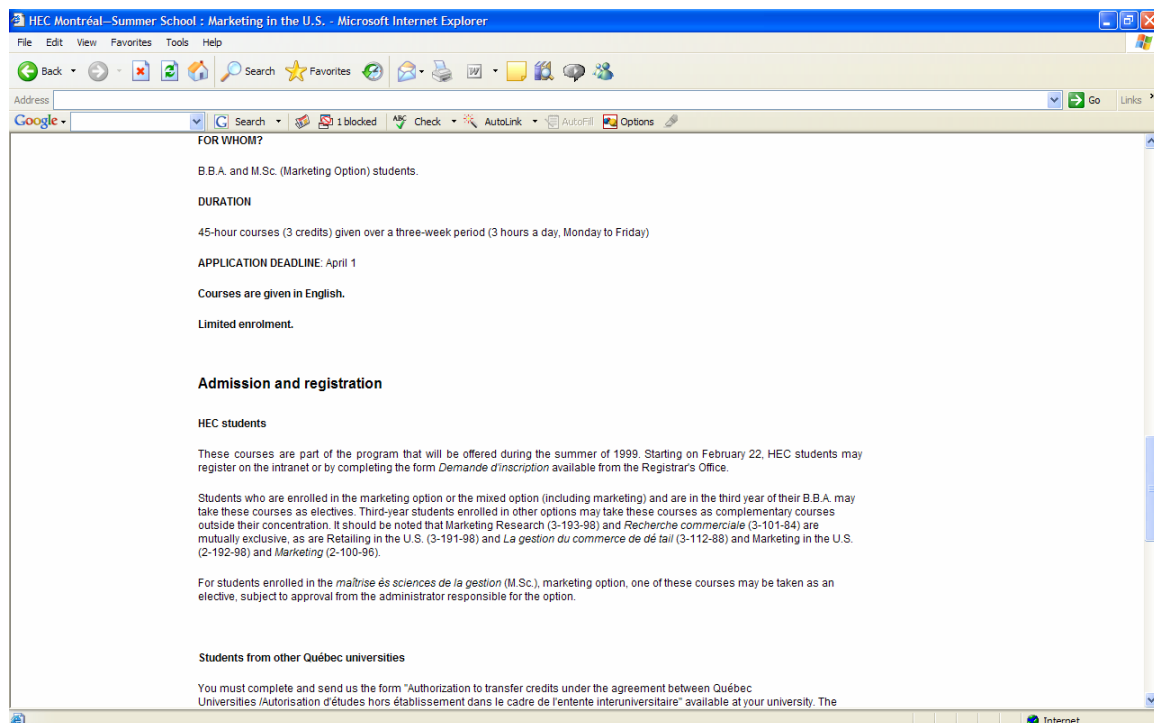 HEC Montréal—Summer School : Marketing in the U.S. - Microsoft Internet Explorer
File Edit View Favorites Tools Help
Back Search Favorites
Address Go Links
Google Search 1 blocked ABC Check AutoLink AutoFill Options
FOR WHOM?
B.B.A. and M.Sc. (Marketing Option) students.
DURATION
45-hour courses (3 credits) given over a three-week period (3 hours a day, Monday to Friday)
APPLICATION DEADLINE: April 1
Courses are given in English.
Limited enrolment.
Admission and registration
HEC students
These courses are part of the program that will be offered during the summer of 1999. Starting on February 22, HEC students may
register on the intranet or by completing the form Demande d'inscription available from the Registrar's Office.
Students who are enrolled in the marketing option or the mixed option (including marketing) and are in the third year of their B.B.A. may
take these courses as electives. Third-year students enrolled in other options may take these courses as complementary courses
outside their concentration. It should be noted that Marketing Research (3-193-98) and Recherche commerciale (3-101-84) are
mutually exclusive, as are Retailing in the U.S. (3-191-98) and La gestion du commerce de dé tail (3-112-88) and Marketing in the U.S.
(2-192-98) and Marketing (2-100-96).
For students enrolled in the maîtrise ès sciences de la gestion (M.Sc.), marketing option, one of these courses may be taken as an
elective, subject to approval from the administrator responsible for the option.
Students from other Québec universities
You must complete and send us the form "Authorization to transfer credits under the agreement between Québec
Universities /Autorisation d'études hors établissement dans le cadre de l'entente interuniversitaire" available at your university. The
Internet